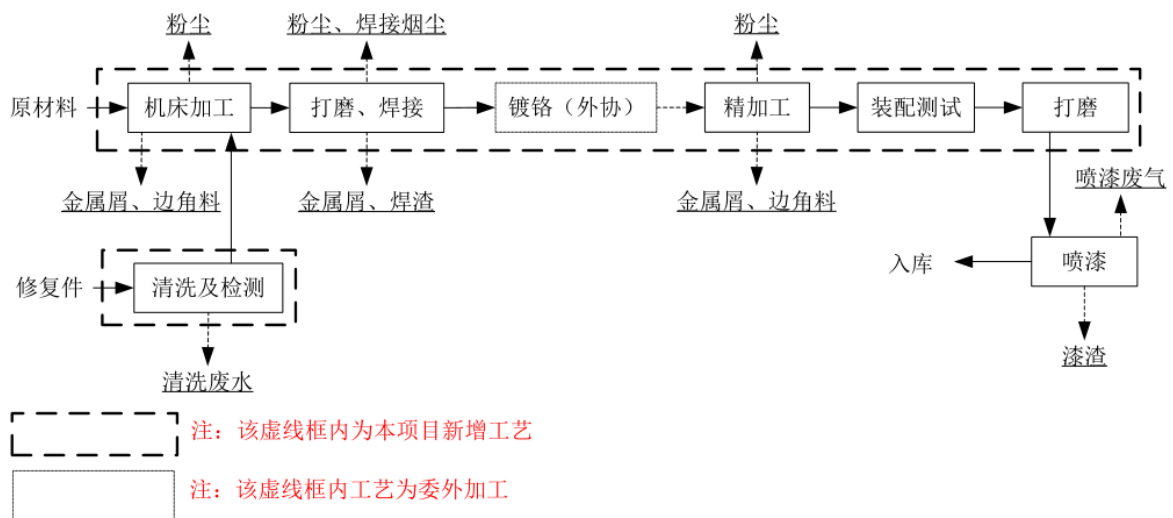 粉尘
粉尘、焊接烟尘
粉尘
原材料
机床加工
打磨、焊接
镀铬（外协）
精加工
装配测试
打磨
金属屑、边角料
金属屑、焊渣
金属屑、边角料
喷漆废气
修复件
清洗及检测
入库
喷漆
清洗废水
漆渣
注：该虚线框内为本项目新增工艺
注：该虚线框内工艺为委外加工